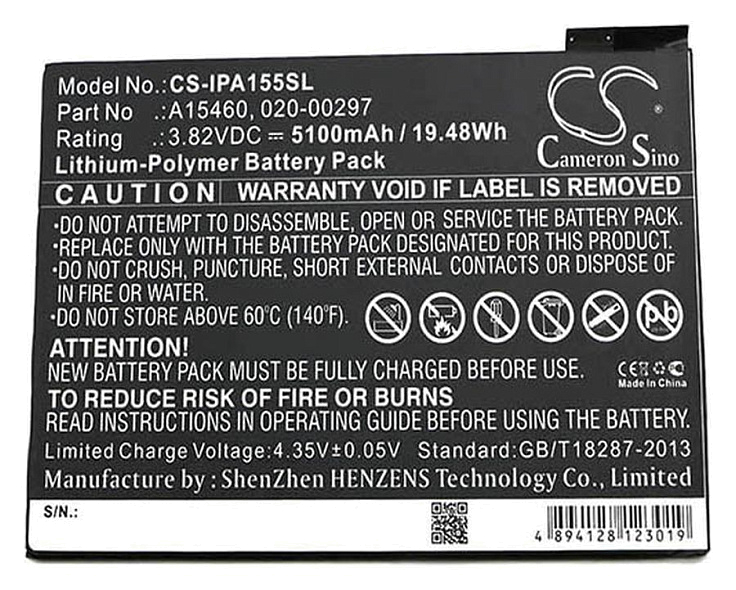 Model No.:CS-IPA155SL
Part No .:A15460, 020-00297
Rating .:3.82VDC ⎓ 5100mAh / 19.48Wh
Lithium-Polymer Battery Pack
CS
®
Cameron Sino
CAUTION WARRANTY VOID IF LABEL IS REMOVED
•DO NOT ATTEMPT TO DISASSEMBLE, OPEN OR SERVICE THE BATTERY PACK.
•REPLACE ONLY WITH THE BATTERY PACK DESIGNATED FOR THIS PRODUCT.
•DO NOT CRUSH, PUNCTURE, SHORT EXTERNAL CONTACTS OR DISPOSE OF
IN FIRE OR WATER.
•DO NOT STORE ABOVE 60°C (140°F).
Pb
ATTENTION!
NEW BATTERY PACK MUST BE FULLY CHARGED BEFORE USE.
CE
Made In China
TO REDUCE RISK OF FIRE OR BURNS
READ INSTRUCTIONS IN OPERATING GUIDE BEFORE USING THE BATTERY.
Limited Charge Voltage:4.35V±0.05V Standard:GB/T18287-2013
Manufacture by : ShenZhen HENZENS Technology Co., Limited
S/N.:
4 894128 123019